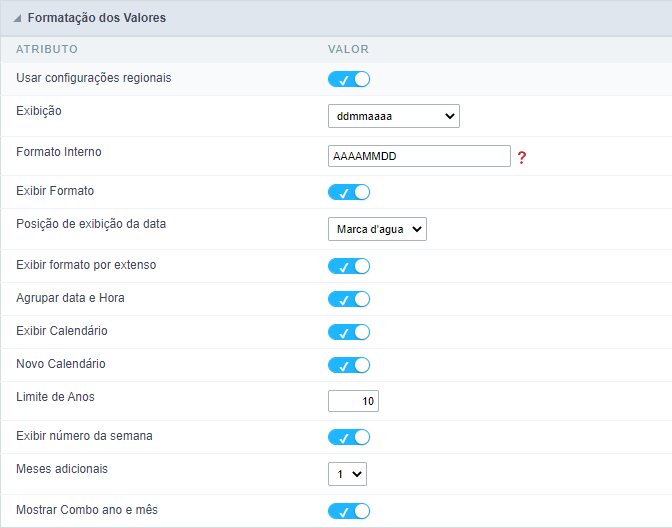 Formatação dos Valores
ATRIBUTO VALOR
Usar configurações regionais
Exibição ddmmaaaa
Formato Interno AAAAMMDD ?
Exibir Formato
Posição de exibição da data Marca d'agua
Exibir formato por extenso
Agrupar data e Hora
Exibir Calendário
Novo Calendário
Limite de Anos 10
Exibir número da semana
Meses adicionais 1
Mostrar Combo ano e mês